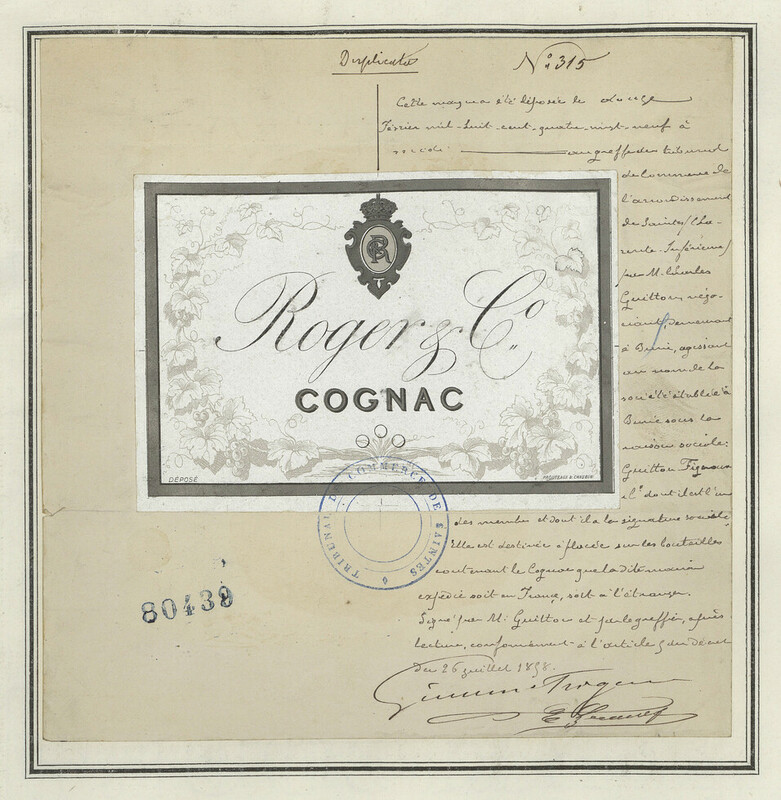 Duplicata
No 315
Cette marque a été déposée le douze
Février mil-huit-cent-quatre-vingt-neuf à
midi au greffe du tribunal
de Commerce de
l'arrondissement
de Saintes (Cha-
rente-Inférieure)
par M. Charles
Guitton négo-
ciant, demeurant
à Burie, agissant
au nom de la
société établie à
Burie sous la
raison sociale:
Guitton
Cie dont il est l'un
des membre et dont il a la signature sociale
Elle est destinée à placée sur les bouteilles
contenant le Cognac que la dite maison
expédie soit en France, soit à l'étranger.
Signé par M. Guitton et par le greffier, après
lecture, conformément à l'article 5 du décret
du 26 juillet 1858.
CR
Roger & Co
COGNAC
DÉPOSÉ
TRIBUNAL DE COMMERCE DE SAINTES
80439